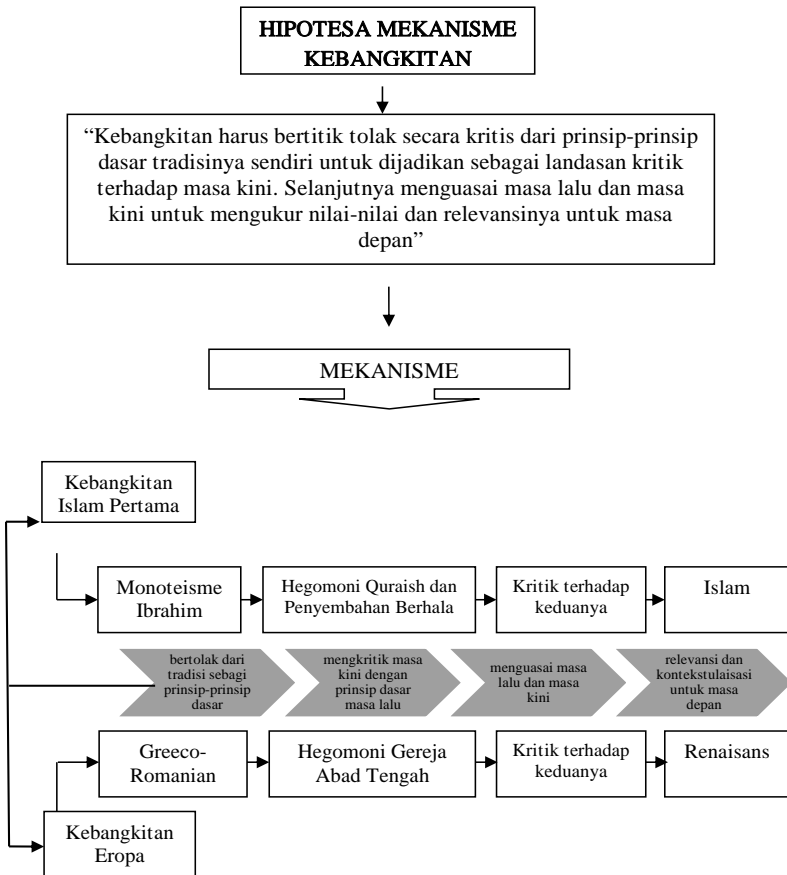 HIPOTESA MEKANISME
KEBANGKITAN
“Kebangkitan harus bertitik tolak secara kritis dari prinsip-prinsip
dasar tradisinya sendiri untuk dijadikan sebagai landasan kritik
terhadap masa kini. Selanjutnya menguasai masa lalu dan masa
kini untuk mengukur nilai-nilai dan relevansinya untuk masa
depan”
MEKANISME
Kebangkitan
Islam Pertama
Monoteisme
Ibrahim
Hegomoni Quraish dan
Penyembahan Berhala
Kritik terhadap
keduanya
Islam
bertolak dari
tradisi sebagai
prinsip-prinsip
dasar
mengkritik masa
kini dengan
prinsip dasar
masa lalu
menguasai masa
lalu dan masa
kini
relevansi dan
kontekstulaisasi
untuk masa
depan
Greeco-
Romanian
Hegomoni Gereja
Abad Tengah
Kritik terhadap
keduanya
Renaisans
Kebangkitan
Eropa